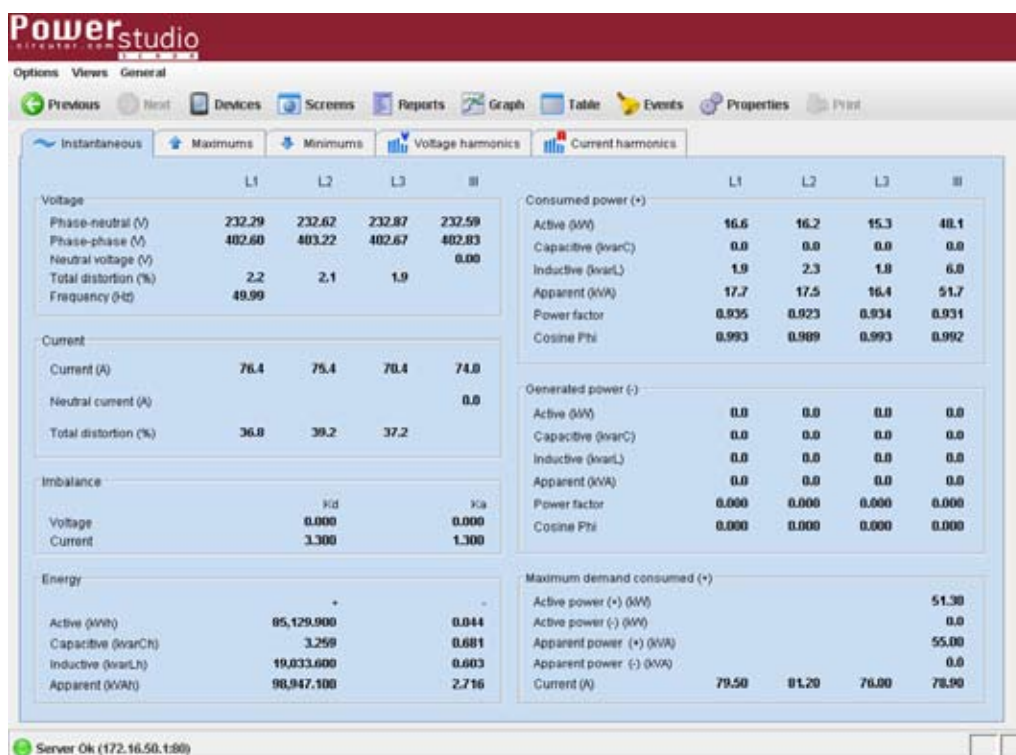 Power studio
circutor.com
SCADA
Options Views General
Previous Next Devices Screens Reports Graph Table Events Properties Print
Instantaneous Maximums Minimums Voltage harmonics Current harmonics
L1 L2 L3 III
Voltage
Phase-neutral (V) 232.29 232.62 232.87 232.59
Phase-phase (V) 402.60 403.22 402.67 402.83
Neutral voltage (V) 0.00
Total distortion (%) 2.2 2.1 1.9
Frequency (Hz) 49.99
Current
Current (A) 76.4 75.4 70.4 74.0
Neutral current (A) 0.0
Total distortion (%) 36.8 39.2 37.2
Imbalance
Kd Ka
Voltage 0.000 0.000
Current 3.300 1.300
Energy
+ -
Active (kWh) 85,129.900 0.044
Capacitive (kvarCh) 3.259 0.681
Inductive (kvarLh) 19,033.600 0.603
Apparent (kVAh) 98,947.100 2.716
L1 L2 L3 III
Consumed power (+)
Active (kW) 16.6 16.2 15.3 48.1
Capacitive (kvarC) 0.0 0.0 0.0 0.0
Inductive (kvarL) 1.9 2.3 1.8 6.0
Apparent (kVA) 17.7 17.5 16.4 51.7
Power factor 0.935 0.923 0.934 0.931
Cosine Phi 0.993 0.989 0.993 0.992
Generated power (-)
Active (kW) 0.0 0.0 0.0 0.0
Capacitive (kvarC) 0.0 0.0 0.0 0.0
Inductive (kvarL) 0.0 0.0 0.0 0.0
Apparent (kVA) 0.0 0.0 0.0 0.0
Power factor 0.000 0.000 0.000 0.000
Cosine Phi 0.000 0.000 0.000 0.000
Maximum demand consumed (+)
Active power (+) (kW) 51.30
Active power (-) (kW) 0.0
Apparent power (+) (kVA) 55.00
Apparent power (-) (kVA) 0.0
Current (A) 79.50 81.20 76.00 78.90
Server Ok (172.16.50.1:80)